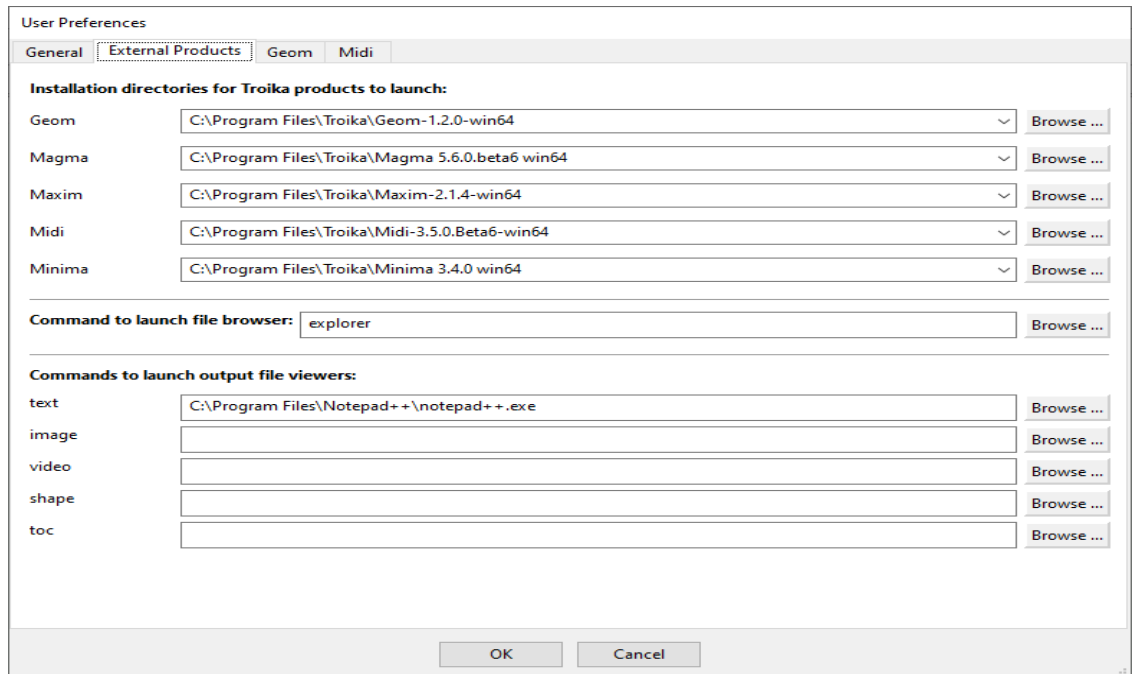 User Preferences
General External Products Geom Midi
Installation directories for Troika products to launch:
Geom C:\Program Files\Troika\Geom-1.2.0-win64 Browse ...
Magma C:\Program Files\Troika\Magma 5.6.0.beta6 win64 Browse ...
Maxim C:\Program Files\Troika\Maxim-2.1.4-win64 Browse ...
Midi C:\Program Files\Troika\Midi-3.5.0.Beta6-win64 Browse ...
Minima C:\Program Files\Troika\Minima 3.4.0 win64 Browse ...
Command to launch file browser: explorer Browse ...
Commands to launch output file viewers:
text C:\Program Files\Notepad++\notepad++.exe Browse ...
image Browse ...
video Browse ...
shape Browse ...
toc Browse ...
OK Cancel